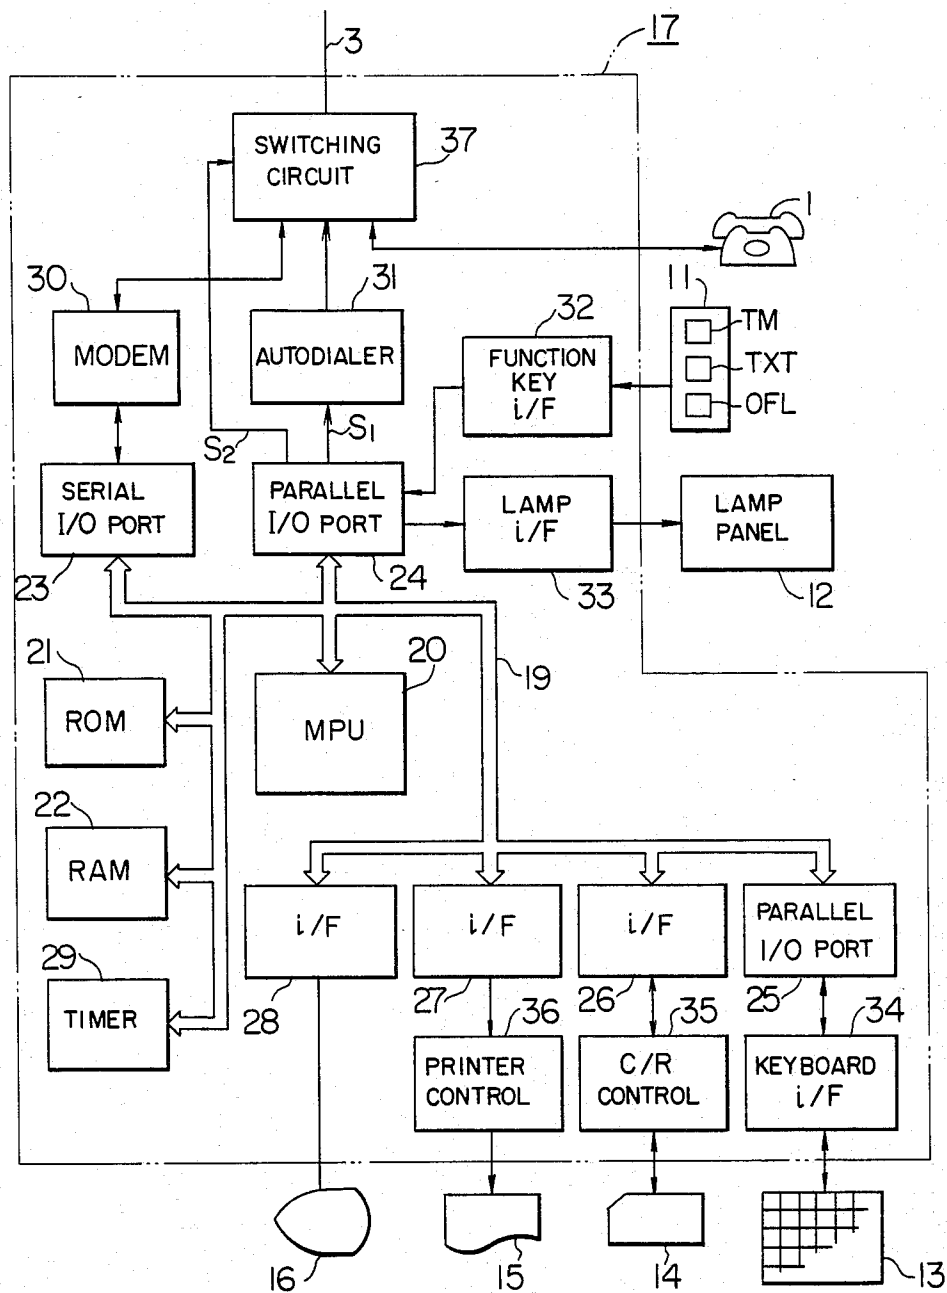 3
17
SWITCHING
CIRCUIT
37
1
30
31
32
11
MODEM
AUTODIALER
FUNCTION
KEY
i/F
TM
TXT
OFL
S2
S1
SERIAL
I/O PORT
PARALLEL
I/O PORT
LAMP
i/F
LAMP
PANEL
23
24
33
12
21
20
19
ROM
MPU
22
RAM
29
TIMER
i/F
i/F
i/F
PARALLEL
I/O PORT
28
27
26
25
36
35
34
PRINTER
CONTROL
C/R
CONTROL
KEYBOARD
i/F
16
15
14
13